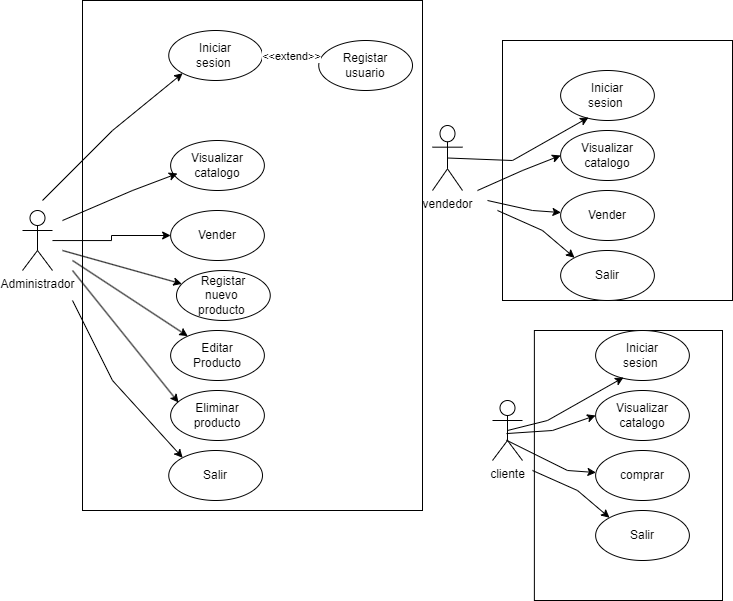 Iniciar
sesion
<<extend>>
Registar
usuario
Visualizar
catalogo
Vender
Registar
nuevo
producto
Editar
Producto
Eliminar
producto
Salir
Administrador
Iniciar
sesion
Visualizar
catalogo
Vender
Salir
vendedor
Iniciar
sesion
Visualizar
catalogo
comprar
Salir
cliente